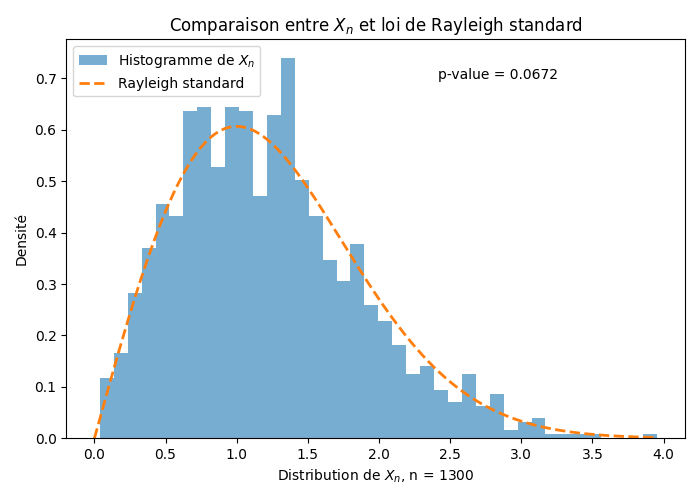 Comparaison entre Xₙ et loi de Rayleigh standard
Histogramme de Xₙ
Rayleigh standard
p-value = 0.0672
Densité
0.7
0.6
0.5
0.4
0.3
0.2
0.1
0.0
0.0 0.5 1.0 1.5 2.0 2.5 3.0 3.5 4.0
Distribution de Xₙ, n = 1300